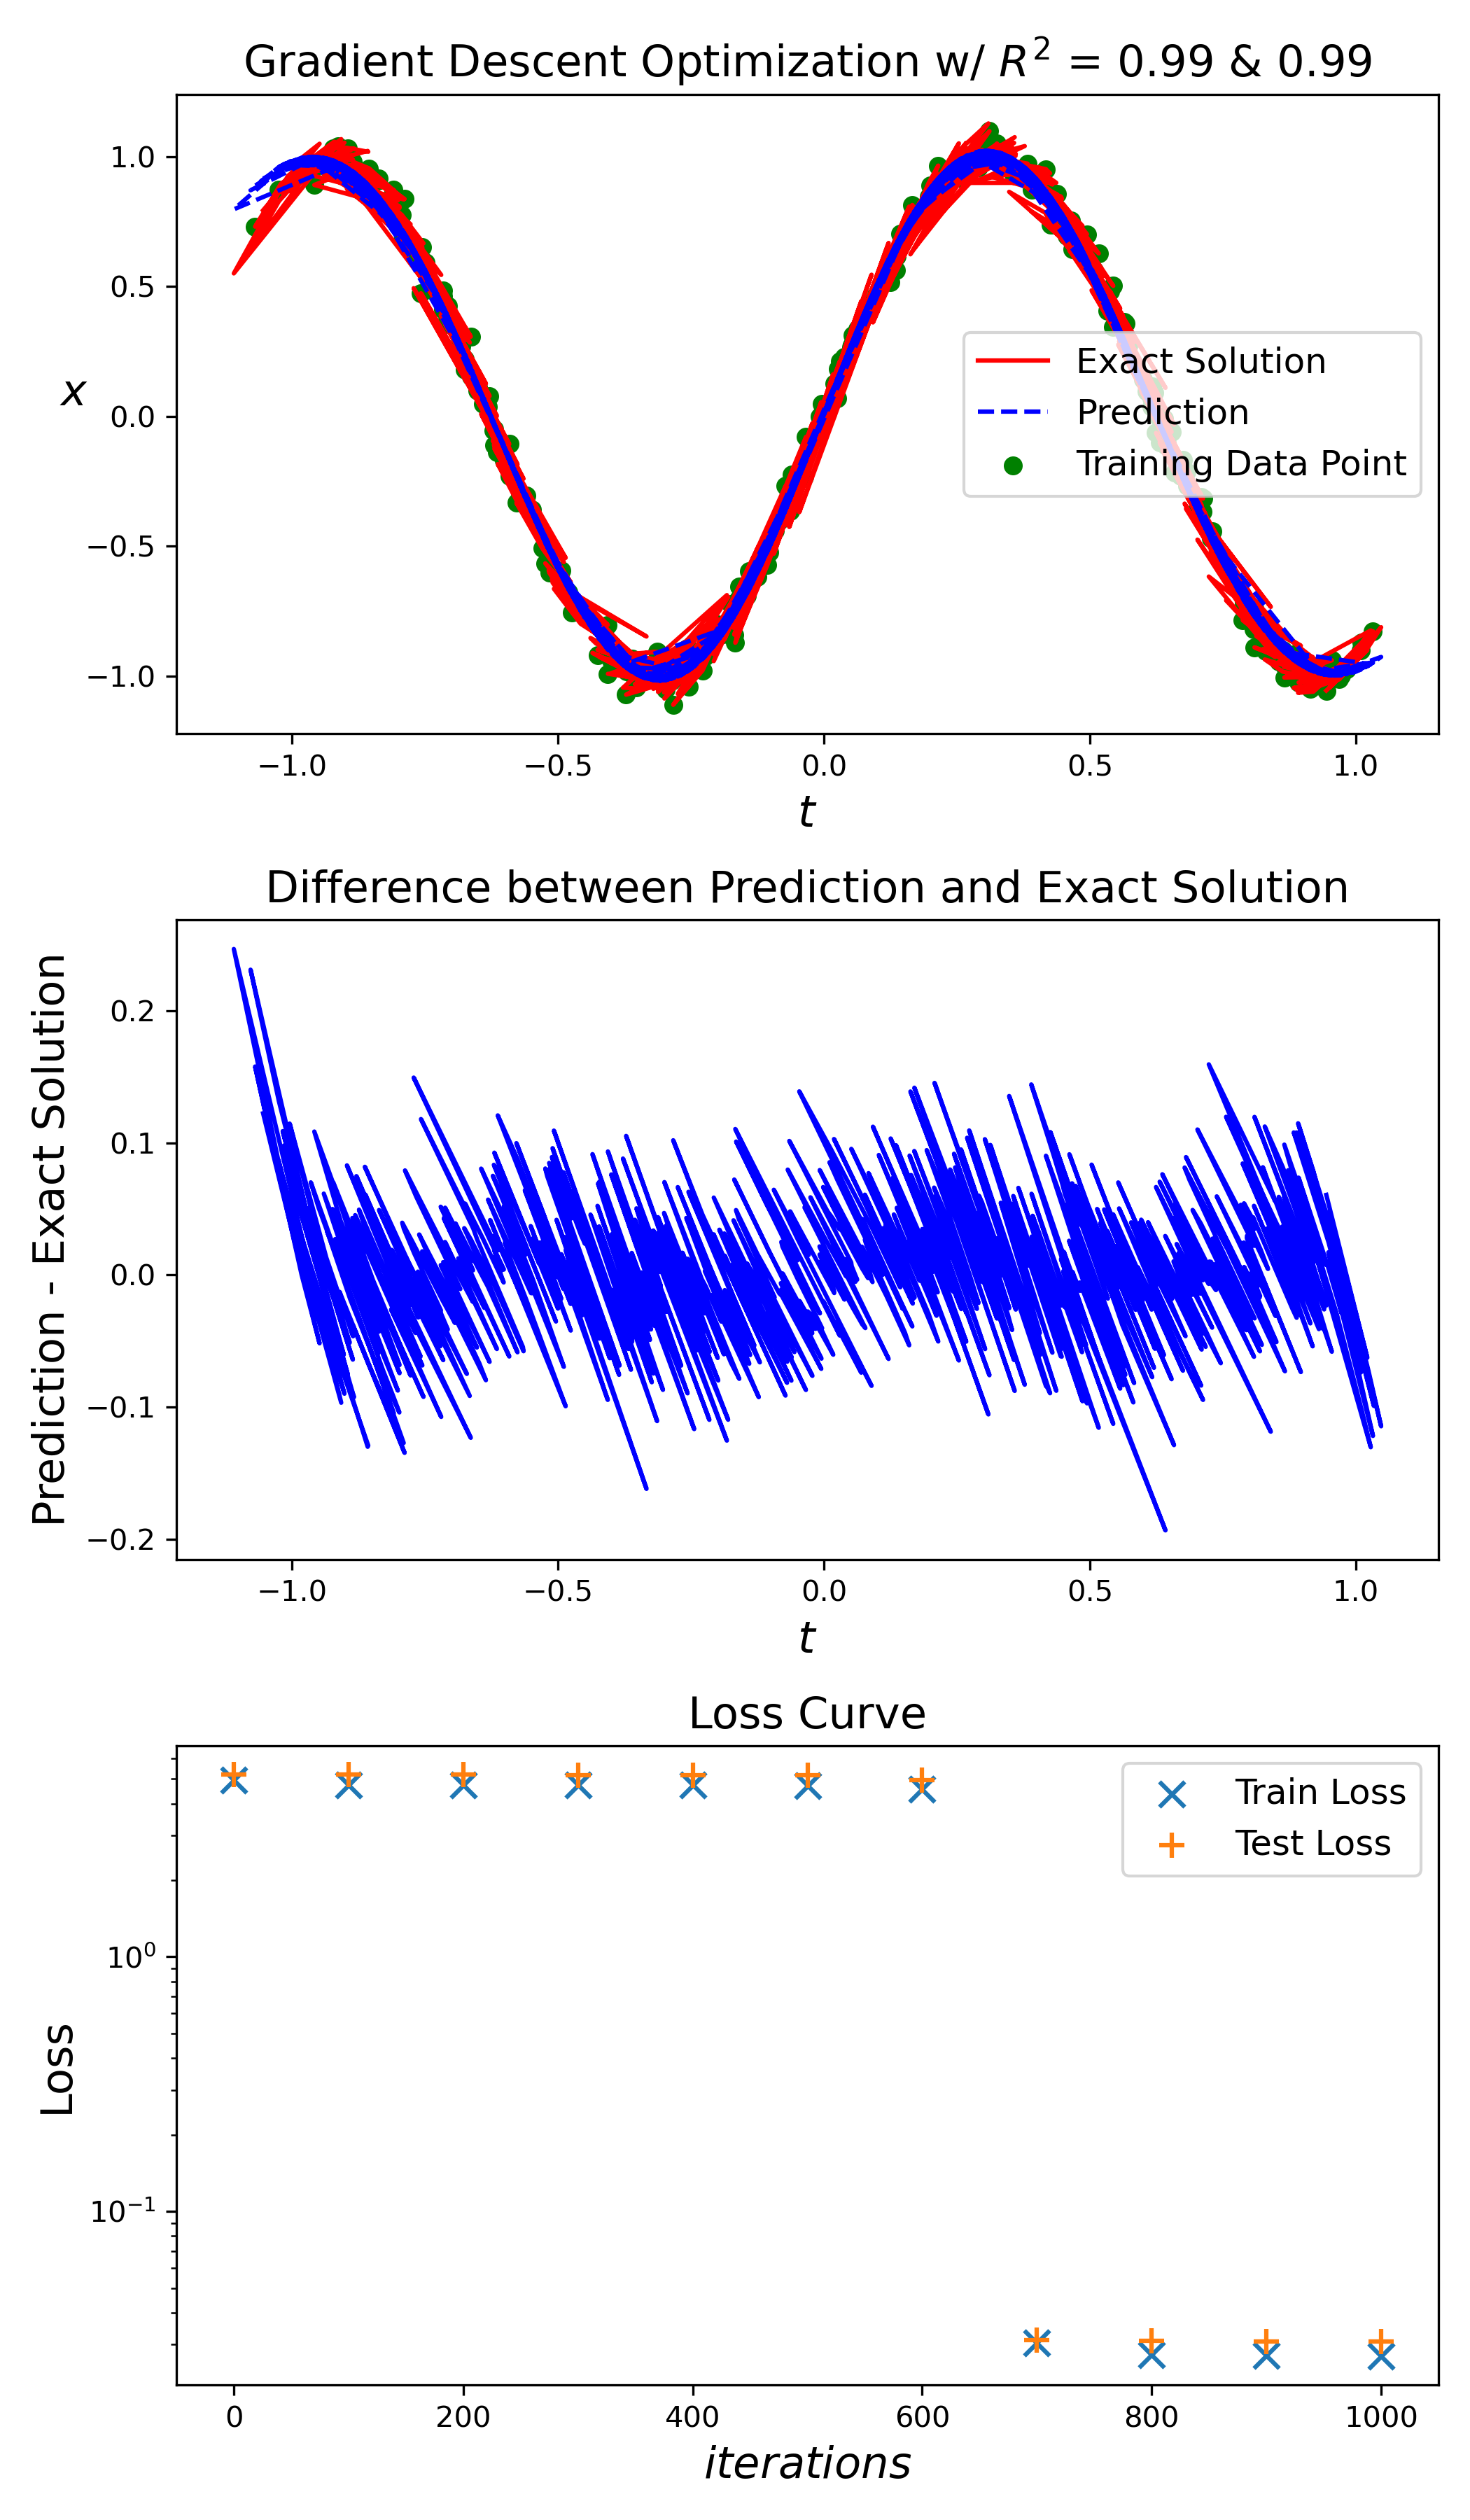 Gradient Descent Optimization w/ R² = 0.99 & 0.99
1.0
0.5
0.0
−0.5
−1.0
x
Exact Solution
Prediction
Training Data Point
−1.0 −0.5 0.0 0.5 1.0
t
Difference between Prediction and Exact Solution
Prediction - Exact Solution
0.2
0.1
0.0
−0.1
−0.2
−1.0 −0.5 0.0 0.5 1.0
t
Loss Curve
Train Loss
Test Loss
Loss
10⁰
10⁻¹
0 200 400 600 800 1000
iterations